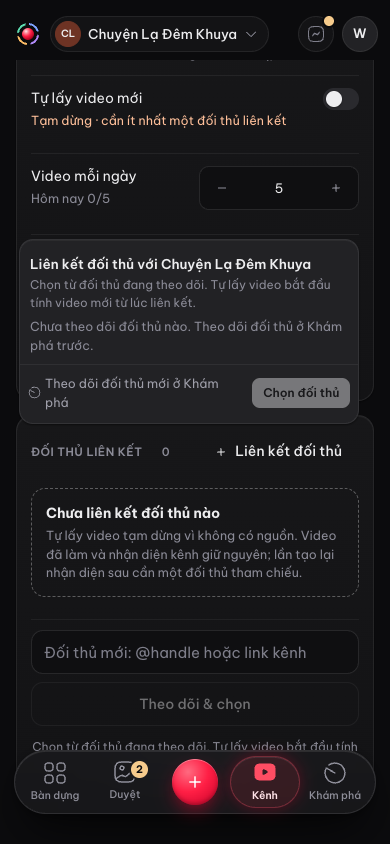 CL Chuyện Lạ Đêm Khuya W
Tự lấy video mới
Tạm dừng · cần ít nhất một đối thủ liên kết
Video mỗi ngày
Hôm nay 0/5
− 5 +
Liên kết đối thủ với Chuyện Lạ Đêm Khuya
Chọn từ đối thủ đang theo dõi. Tự lấy video bắt đầu
tính video mới từ lúc liên kết.
Chưa theo dõi đối thủ nào. Theo dõi đối thủ ở Khám
phá trước.
Theo dõi đối thủ mới ở Khám
phá
Chọn đối thủ
ĐỐI THỦ LIÊN KẾT 0
+ Liên kết đối thủ
Chưa liên kết đối thủ nào
Tự lấy video tạm dừng vì không có nguồn. Video
đã làm và nhận diện kênh giữ nguyên; lần tạo lại
nhận diện sau cần một đối thủ tham chiếu.
Đối thủ mới: @handle hoặc link kênh
Theo dõi & chọn
Chọn từ đối thủ đang theo dõi. Tự lấy video bắt đầu tính
2
+
Bàn dựng Duyệt Kênh Khám phá